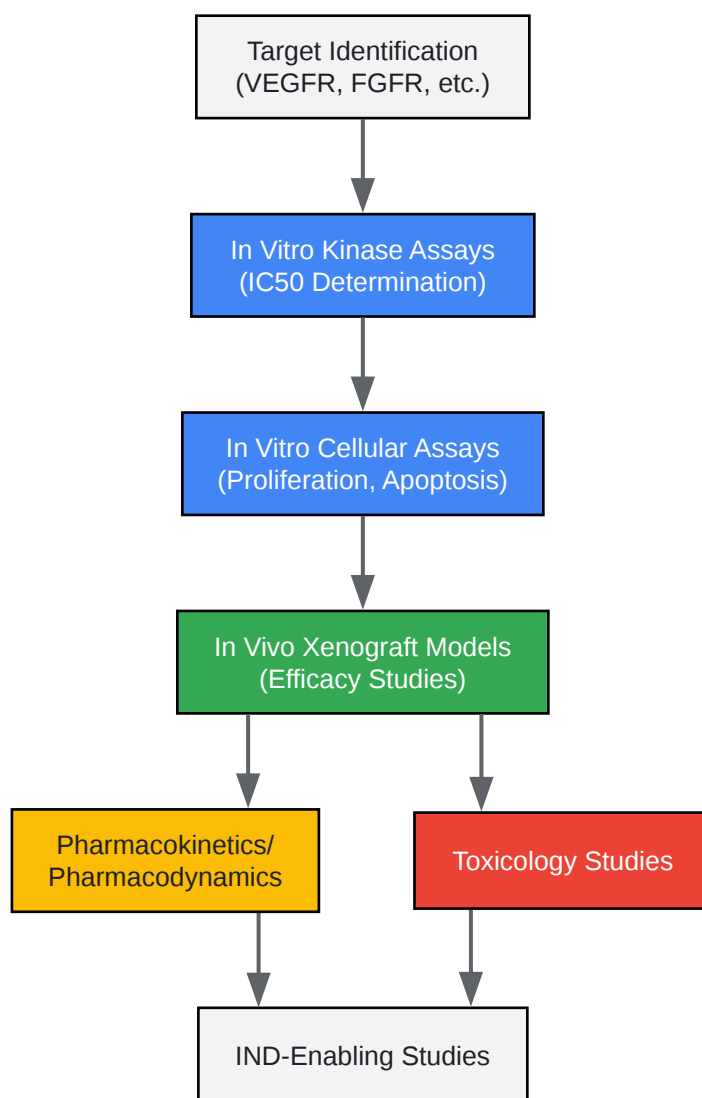 Target Identification
(VEGFR, FGFR, etc.)
In Vitro Kinase Assays
(IC50 Determination)
In Vitro Cellular Assays
(Proliferation, Apoptosis)
In Vivo Xenograft Models
(Efficacy Studies)
Pharmacokinetics/
Pharmacodynamics
Toxicology Studies
IND-Enabling Studies